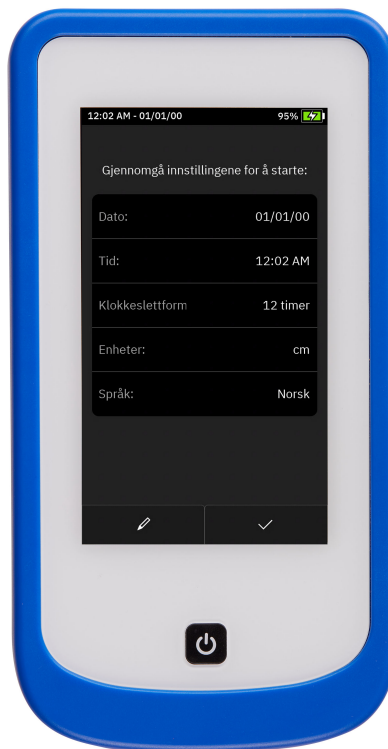 12:02 AM - 01/01/00 95%
Gjennomgå innstillingene for å starte:
Dato: 01/01/00
Tid: 12:02 AM
Klokkeslettform 12 timer
Enheter: cm
Språk: Norsk